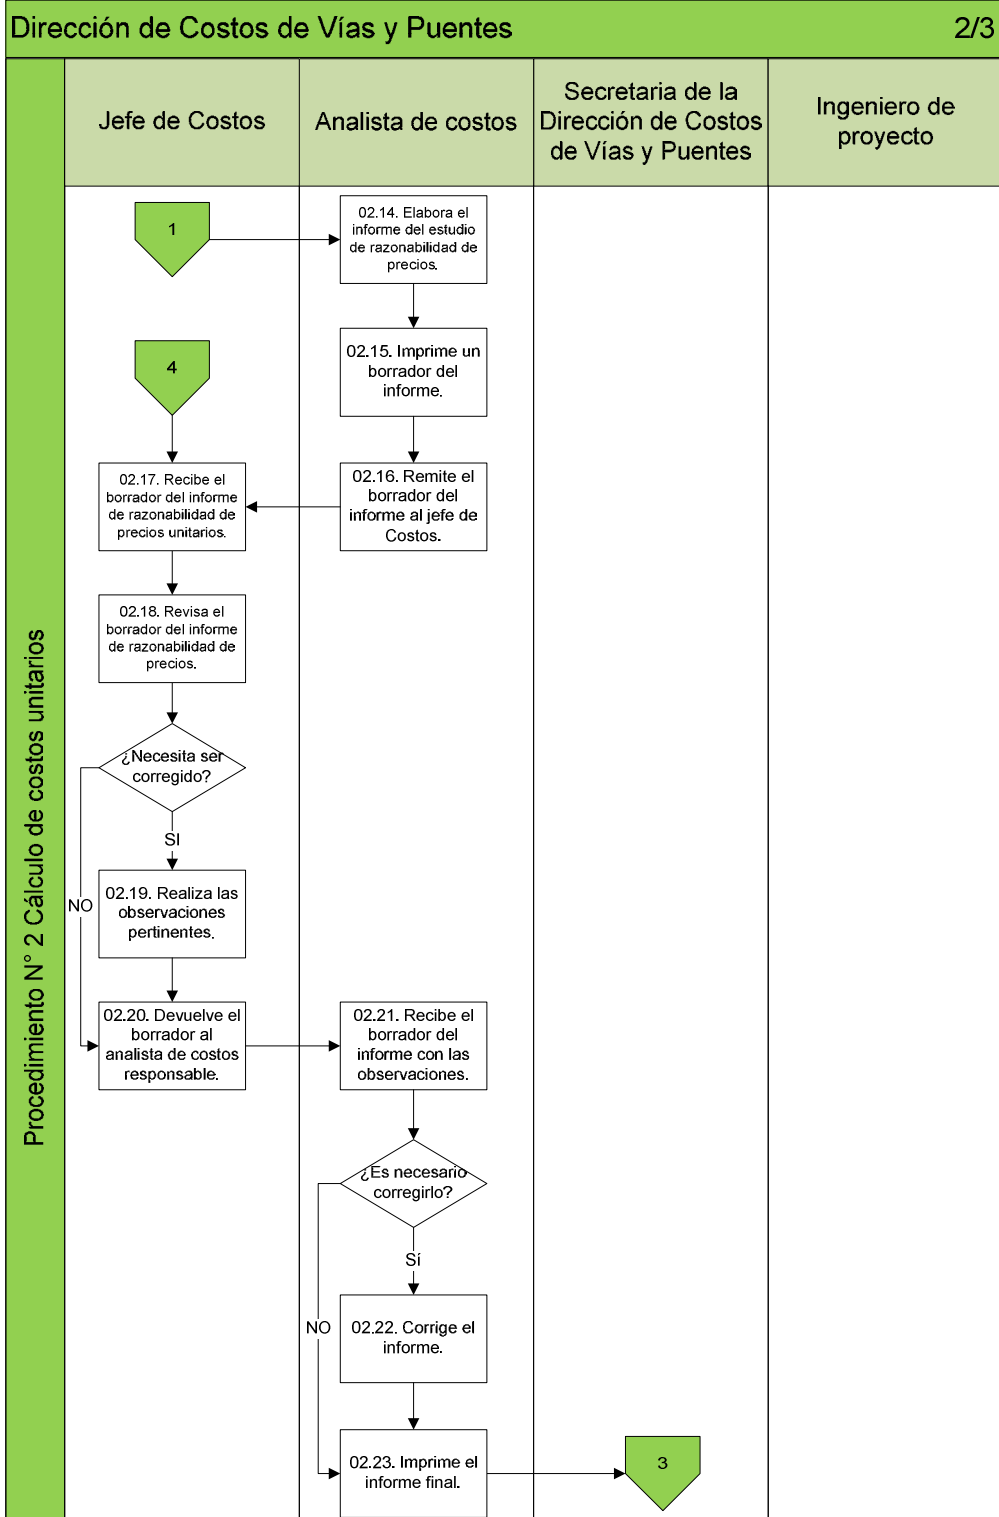 Dirección de Costos de Vías y Puentes
2/3
Procedimiento N° 2 Cálculo de costos unitarios
Jefe de Costos
Analista de costos
Secretaria de la
Dirección de Costos
de Vías y Puentes
Ingeniero de
proyecto
1
02.14. Elabora el
informe del estudio
de razonabilidad de
precios.
02.15. Imprime un
borrador del
informe.
4
02.16. Remite el
borrador del
informe al jefe de
Costos.
02.17. Recibe el
borrador del informe
de razonabilidad de
precios unitarios.
02.18. Revisa el
borrador del informe
de razonabilidad de
precios.
¿Necesita ser
corregido?
SI
NO
02.19. Realiza las
observaciones
pertinentes.
02.20. Devuelve el
borrador al
analista de costos
responsable.
02.21. Recibe el
borrador del
informe con las
observaciones.
¿Es necesario
corregirlo?
Sí
NO
02.22. Corrige el
informe.
02.23. Imprime el
informe final.
3